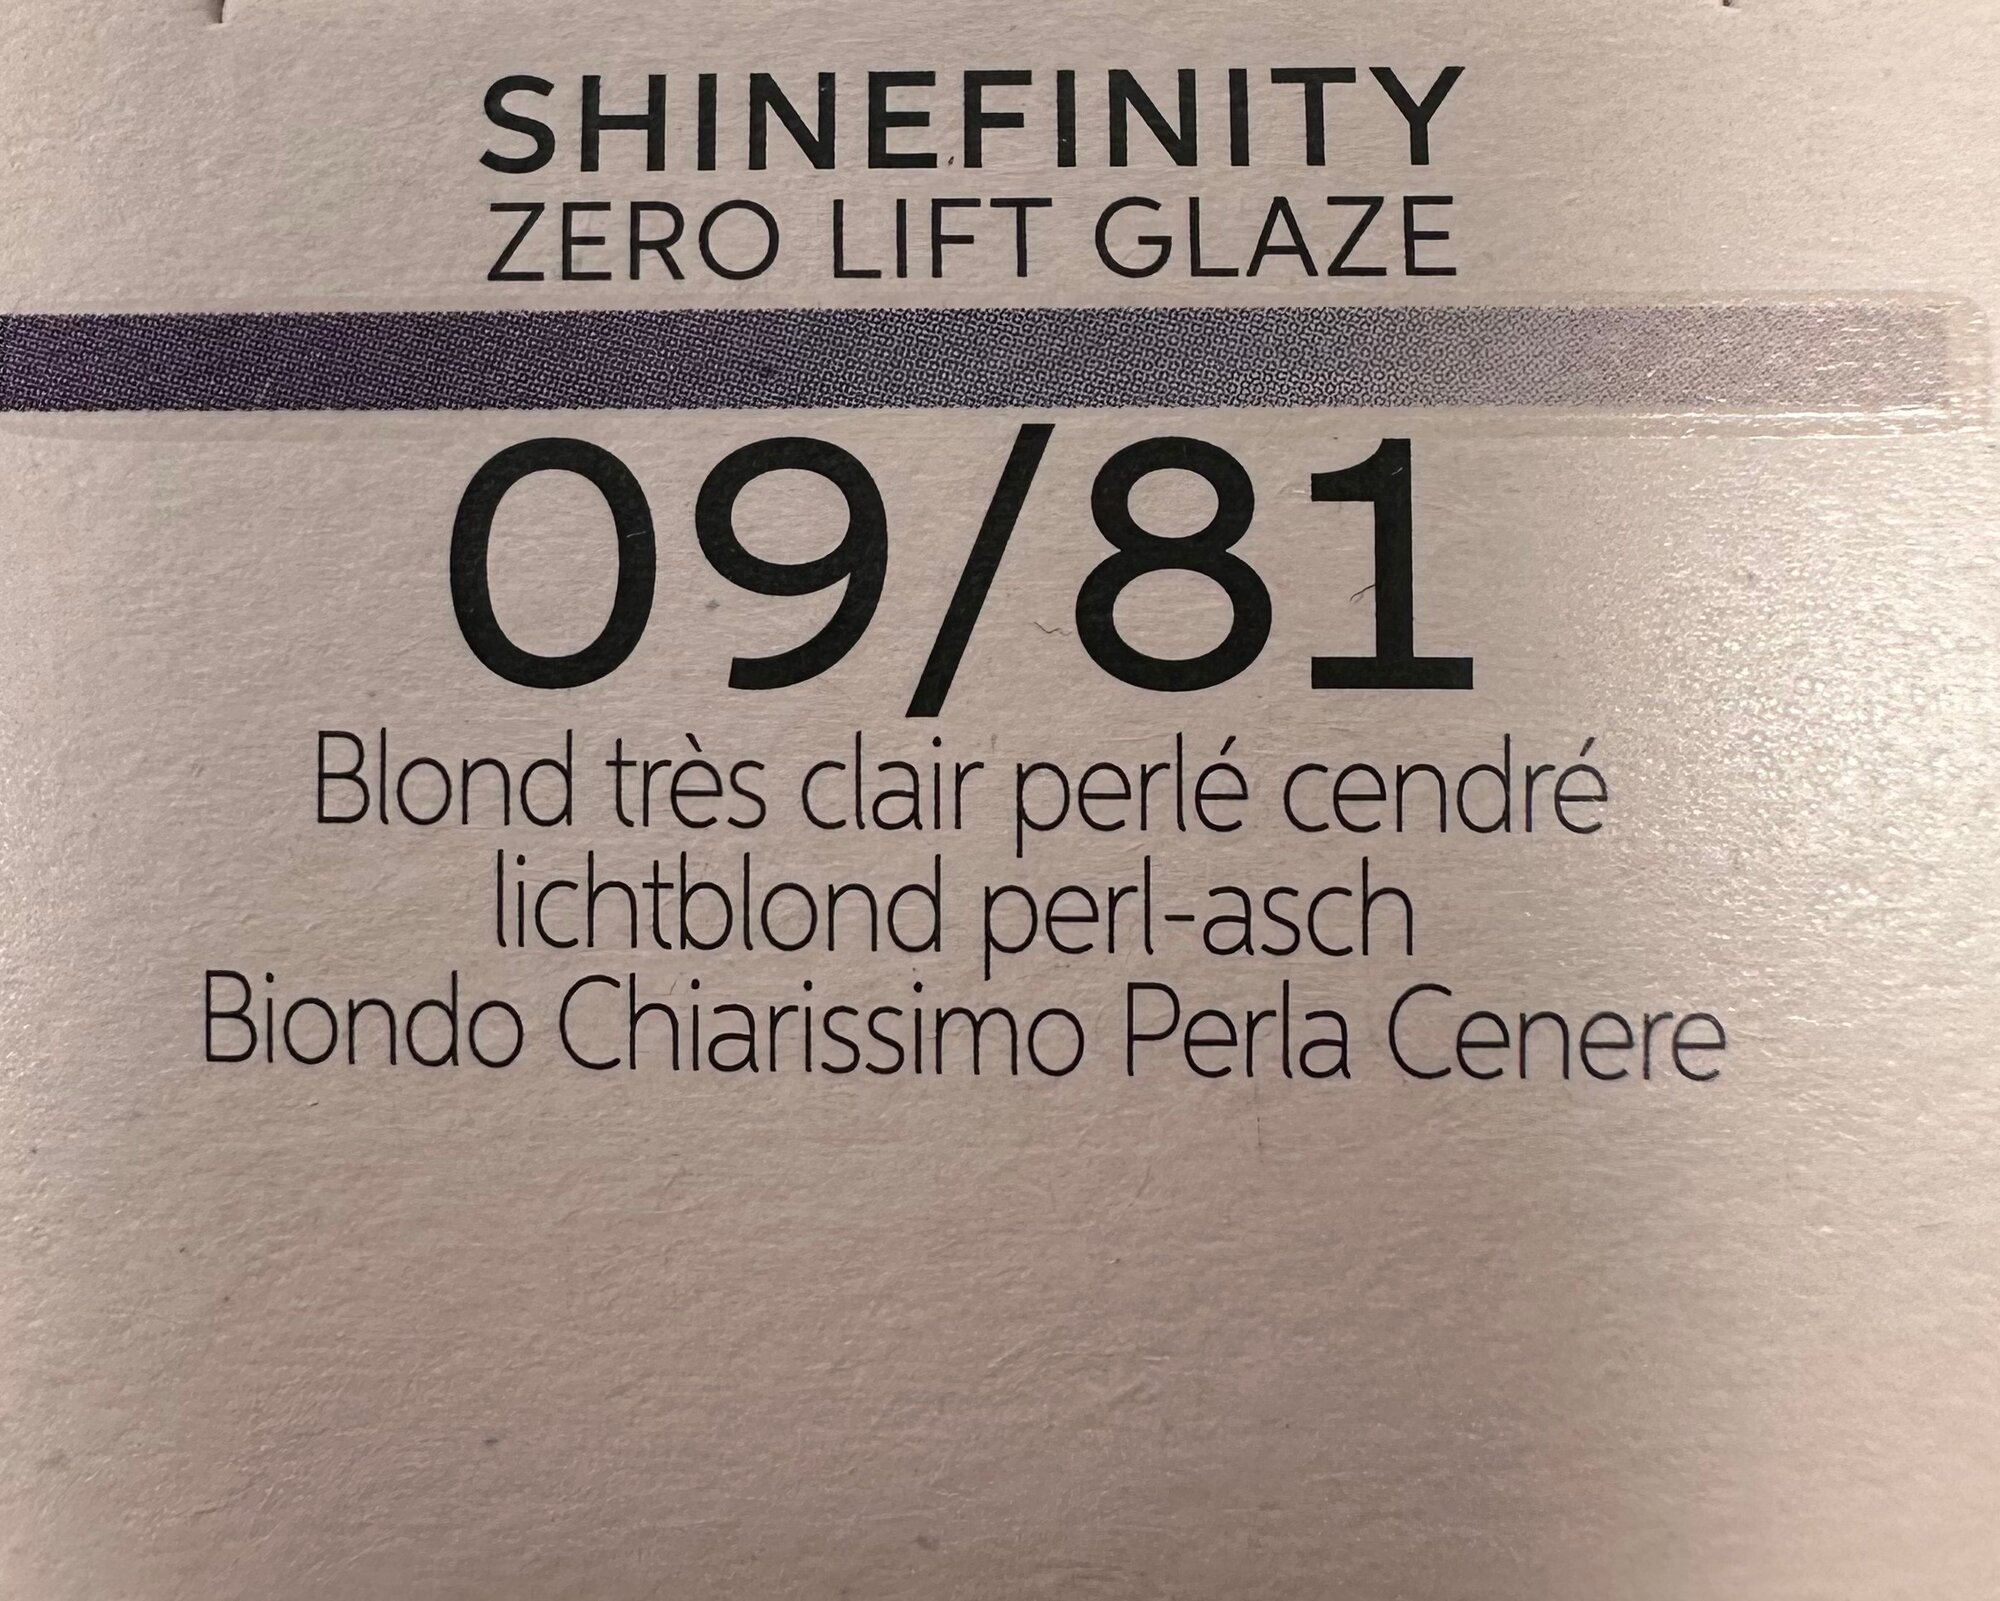 SHINEFINITY
ZERO LIFT GLAZE
09/81
Blond très clair perlé cendré
lichtblond perl-asch
Biondo Chiarissimo Perla Cenere